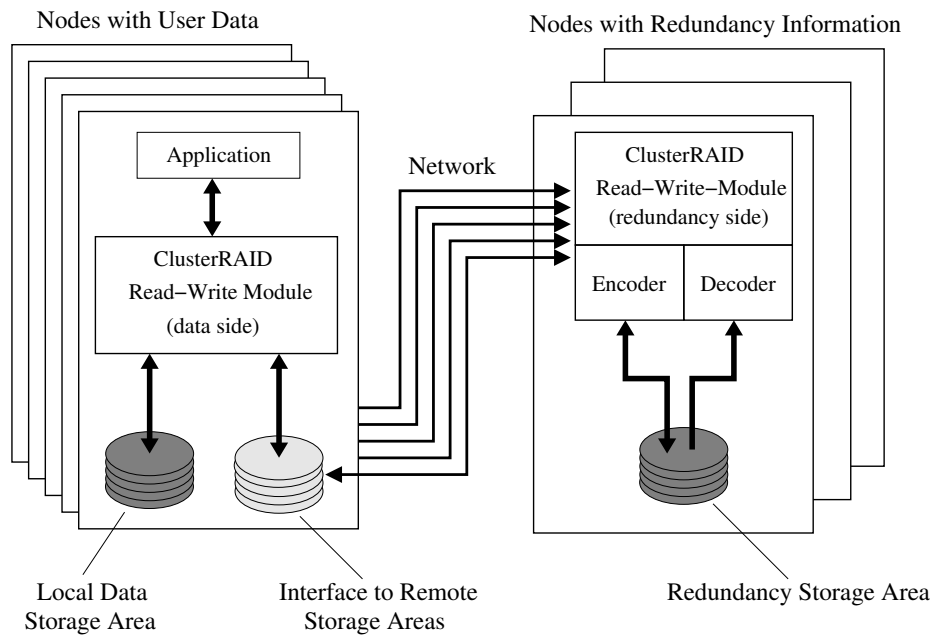 Nodes with User Data
Nodes with Redundancy Information
Application
Network
ClusterRAID
Read−Write Module
(data side)
ClusterRAID
Read−Write−Module
(redundancy side)
Encoder
Decoder
Local Data
Storage Area
Interface to Remote
Storage Areas
Redundancy Storage Area